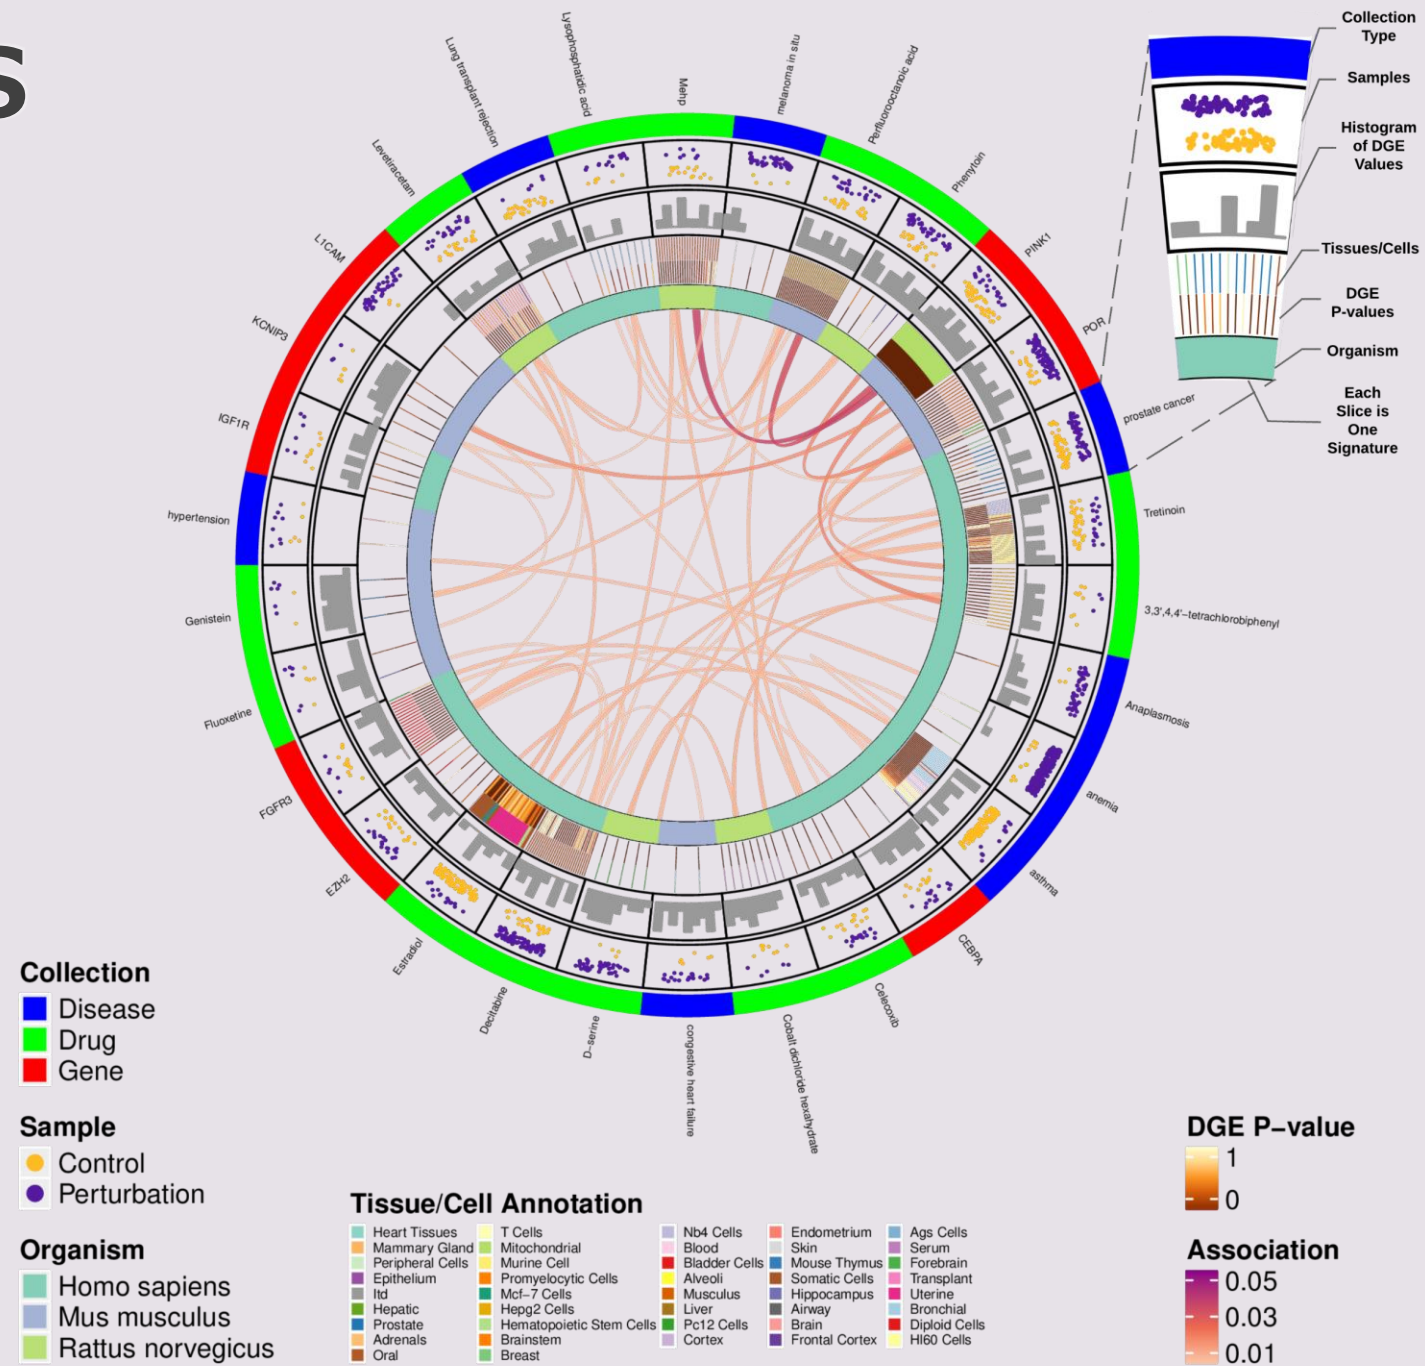 S
Lung transplant rejection
Lysophosphatidic acid
Mehp
melanoma in situ
Perfluorooctanoic acid
Phenytoin
PINK1
POR
prostate cancer
Tretinoin
3,3',4,4'−tetrachlorobiphenyl
Anaplasmosis
anemia
asthma
CEBPA
Celecoxib
Cobalt dichloride hexahydrate
congestive heart failure
D−serine
Decitabine
Estradiol
EZH2
FGFR3
Fluoxetine
Genistein
hypertension
IGF1R
KCNIP3
L1CAM
Levetiracetam
Collection
Type
Samples
Histogram
of DGE
Values
Tissues/Cells
DGE
P-values
Organism
Each
Slice is
One
Signature
Collection
Disease
Drug
Gene
Sample
Control
Perturbation
Organism
Homo sapiens
Mus musculus
Rattus norvegicus
Tissue/Cell Annotation
Heart Tissues
Mammary Gland
Peripheral Cells
Epithelium
Itd
Hepatic
Prostate
Adrenals
Oral
T Cells
Mitochondrial
Murine Cell
Promyelocytic Cells
Mcf−7 Cells
Hepg2 Cells
Hematopoietic Stem Cells
Brainstem
Breast
Nb4 Cells
Blood
Bladder Cells
Alveoli
Musculus
Liver
Pc12 Cells
Cortex
Endometrium
Skin
Mouse Thymus
Somatic Cells
Hippocampus
Airway
Brain
Frontal Cortex
Ags Cells
Serum
Forebrain
Transplant
Uterine
Bronchial
Diploid Cells
Hl60 Cells
DGE P−value
1
0
Association
0.05
0.03
0.01